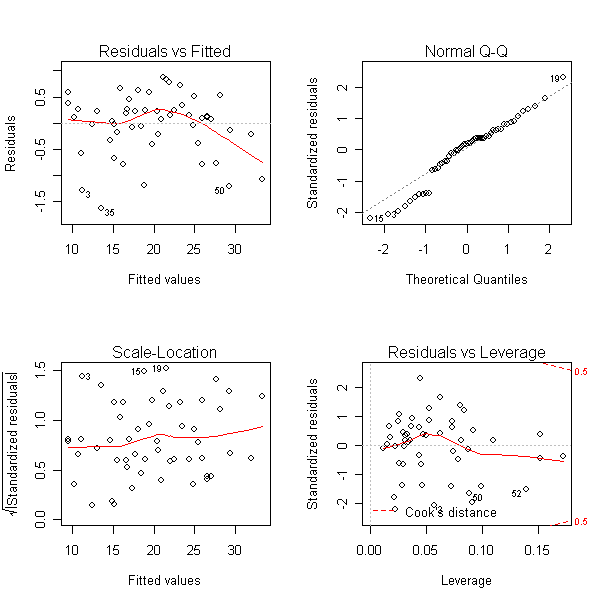 Residuals vs Fitted
Residuals
0.5
-0.5
-1.5
3
35
50
10 15 20 25 30
Fitted values
Normal Q-Q
Standardized residuals
2
1
0
-1
-2
19
15
3
-2 -1 0 1 2
Theoretical Quantiles
Scale-Location
√|Standardized residuals|
1.5
1.0
0.5
0.0
3
15
19
10 15 20 25 30
Fitted values
Residuals vs Leverage
Standardized residuals
2
1
0
-1
-2
0.5
50
52
3
Cook's distance
0.5
0.00 0.05 0.10 0.15
Leverage